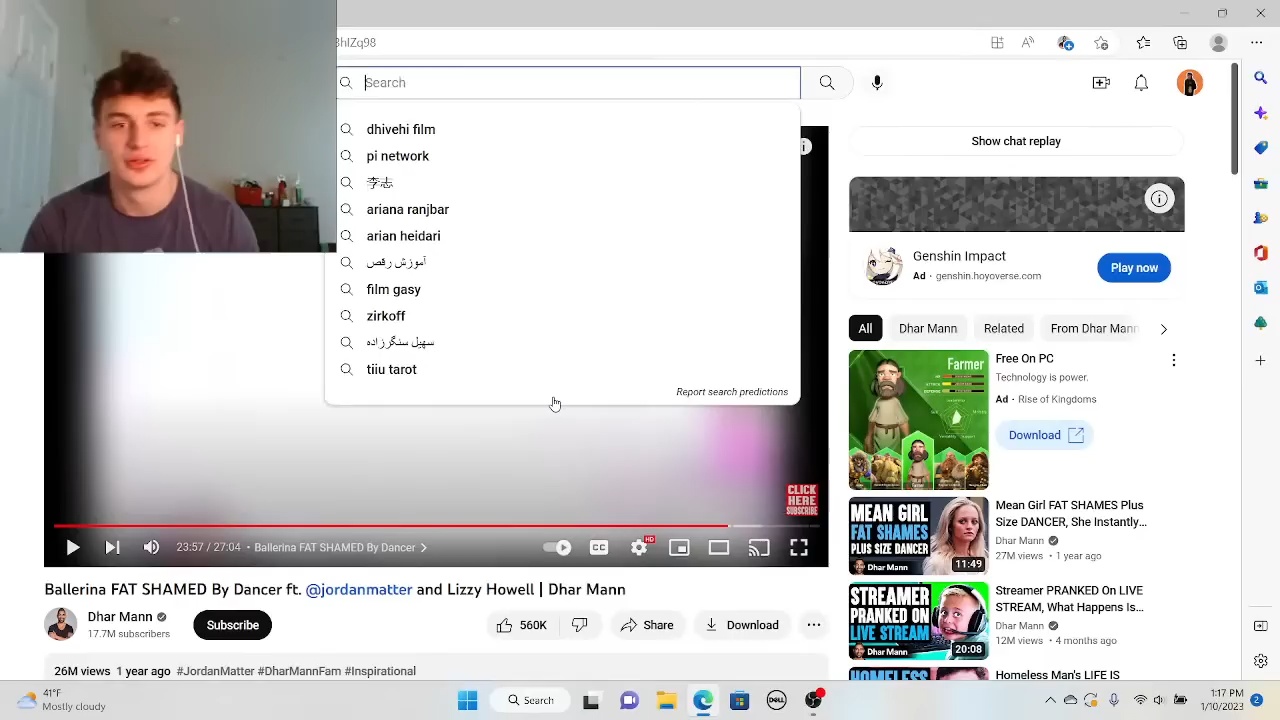 3hIZq98
Search
dhivehi film
pi network
李志
ariana ranjbar
arian heidari
آموزش رقص
film gasy
zirkoff
سهیل سنگرزاده
tiiu tarot
Report search predictions
CLICK
HERE
SUBSCRIBE
23:57 / 27:04 • Ballerina FAT SHAMED By Dancer
CC
HD
Ballerina FAT SHAMED By Dancer ft. @jordanmatter and Lizzy Howell | Dhar Mann
Dhar Mann
17.7M subscribers
Subscribe
560K
Share
Download
26M views 1 year ago #JordanMatter #DharMannFam #Inspirational
Show chat replay
Genshin Impact
Ad • genshin.hoyoverse.com
Play now
All
Dhar Mann
Related
From Dhar Mann
Farmer
Free On PC
Technology is power.
Ad • Rise of Kingdoms
Download
MEAN GIRL
FAT SHAMES
PLUS SIZE DANCER
Dhar Mann
11:49
Mean Girl FAT SHAMES Plus
Size DANCER, She Instantly...
Dhar Mann
27M views • 1 year ago
STREAMER
PRANKED ON
LIVE STREAM
Dhar Mann
20:08
Streamer PRANKED On LIVE
STREAM, What Happens Is...
Dhar Mann
12M views • 4 months ago
HOMELESS
Homeless Man's LIFE IS
41°F
Mostly cloudy
Search
DELL
1:17 PM
1/10/2023
2